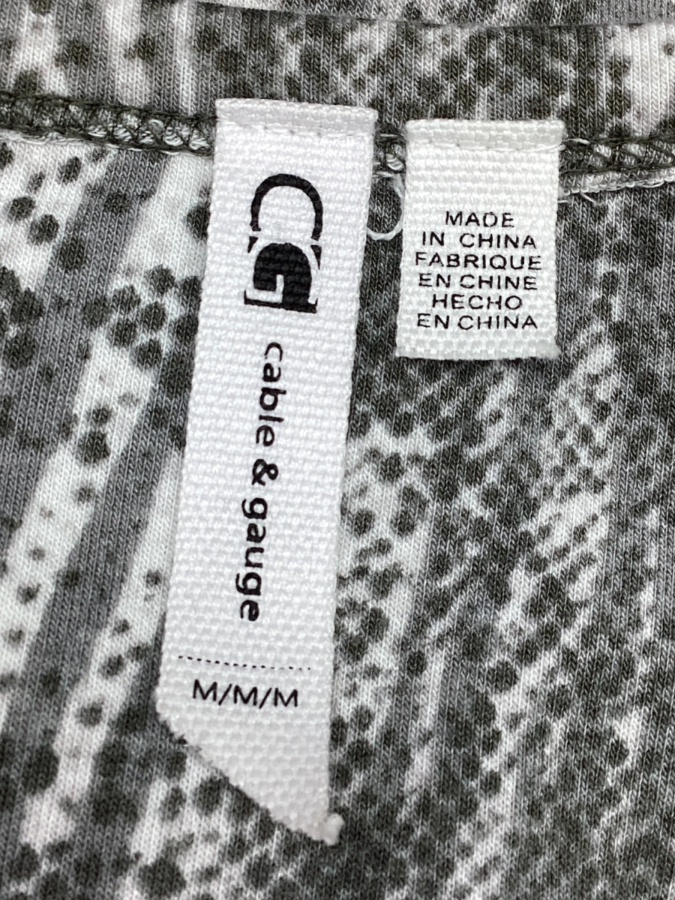 CG
cable & gauge
M/M/M
MADE
IN CHINA
FABRIQUE
EN CHINE
HECHO
EN CHINA